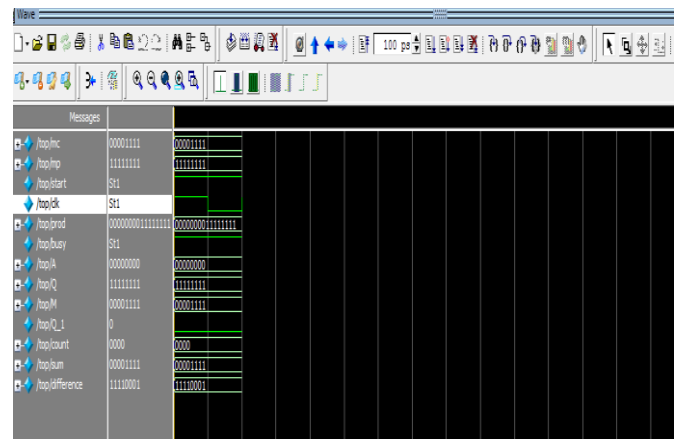 Wave
100 ps
Messages
/top/mc 00001111 00001111
/top/mp 11111111 11111111
/top/start St1
/top/clk St1
/top/prod 0000000011111111 0000000011111111
/top/busy St1
/top/A 00000000 00000000
/top/Q 11111111 11111111
/top/M 00001111 00001111
/top/Q_1 0
/top/count 0000 0000
/top/sum 00001111 00001111
/top/difference 11110001 11110001